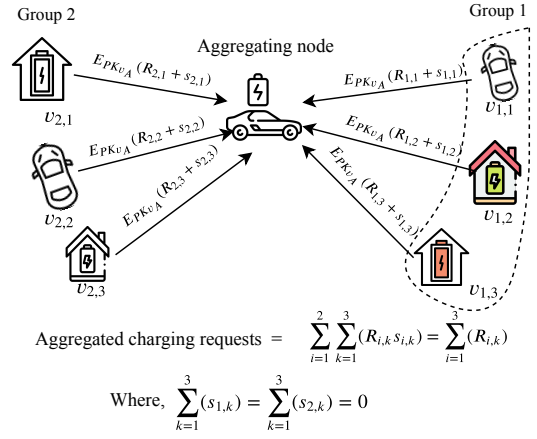 Group 2
Group 1
Aggregating node
E_{PK_{v_A}}(R_{2,1} + s_{2,1})
E_{PK_{v_A}}(R_{1,1} + s_{1,1})
v_{2,1}
v_{1,1}
E_{PK_{v_A}}(R_{2,2} + s_{2,2})
E_{PK_{v_A}}(R_{1,2} + s_{1,2})
v_{2,2}
v_{1,2}
E_{PK_{v_A}}(R_{2,3} + s_{2,3})
E_{PK_{v_A}}(R_{1,3} + s_{1,3})
v_{2,3}
v_{1,3}
Aggregated charging requests = \sum_{i=1}^{2} \sum_{k=1}^{3} (R_{i,k} s_{i,k}) = \sum_{i=1}^{3} (R_{i,k})
Where, \sum_{k=1}^{3} (s_{1,k}) = \sum_{k=1}^{3} (s_{2,k}) = 0